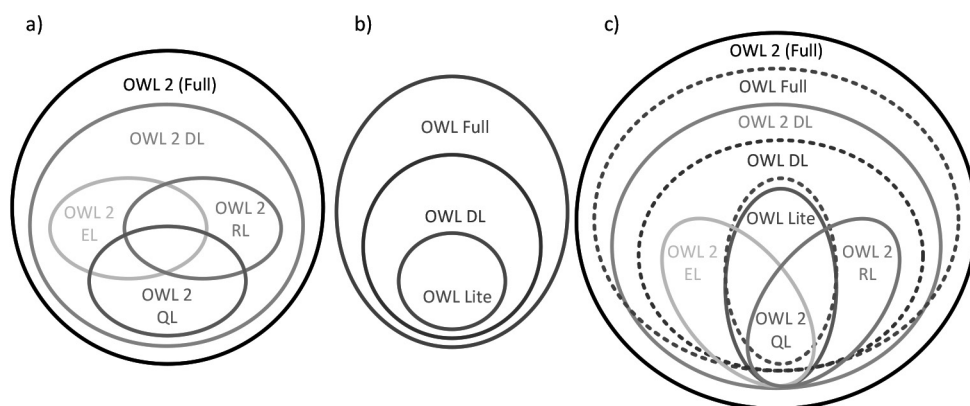 a)
OWL 2 (Full)
OWL 2 DL
OWL 2
EL
OWL 2
RL
OWL 2
QL
b)
OWL Full
OWL DL
OWL Lite
c)
OWL 2 (Full)
OWL Full
OWL 2 DL
OWL DL
OWL Lite
OWL 2
EL
OWL 2
RL
OWL 2
QL